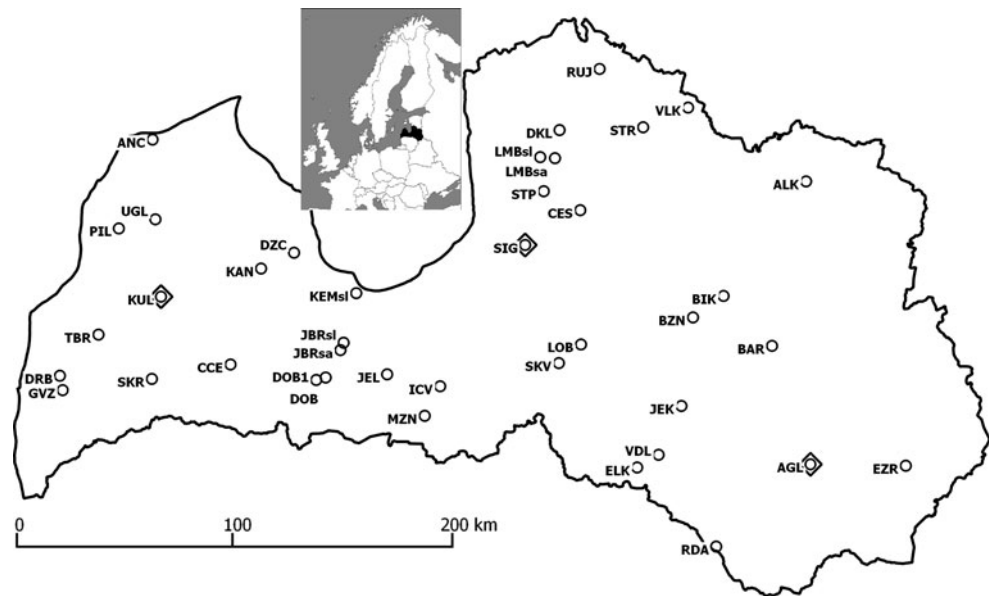 RUJ
VLK
STR
DKL
ANC
LMBsl
LMBsa
ALK
STP
CES
UGL
PIL
DZC
SIG
KAN
KUL
KEMsl
BIK
BZN
TBR
JBRsl
JBRsa
LOB
BAR
SKV
CCE
DRB
SKR
DOB1
JEL
GVZ
ICV
DOB
JEK
MZN
VDL
ELK
AGL
EZR
0 100 200 km
RDA